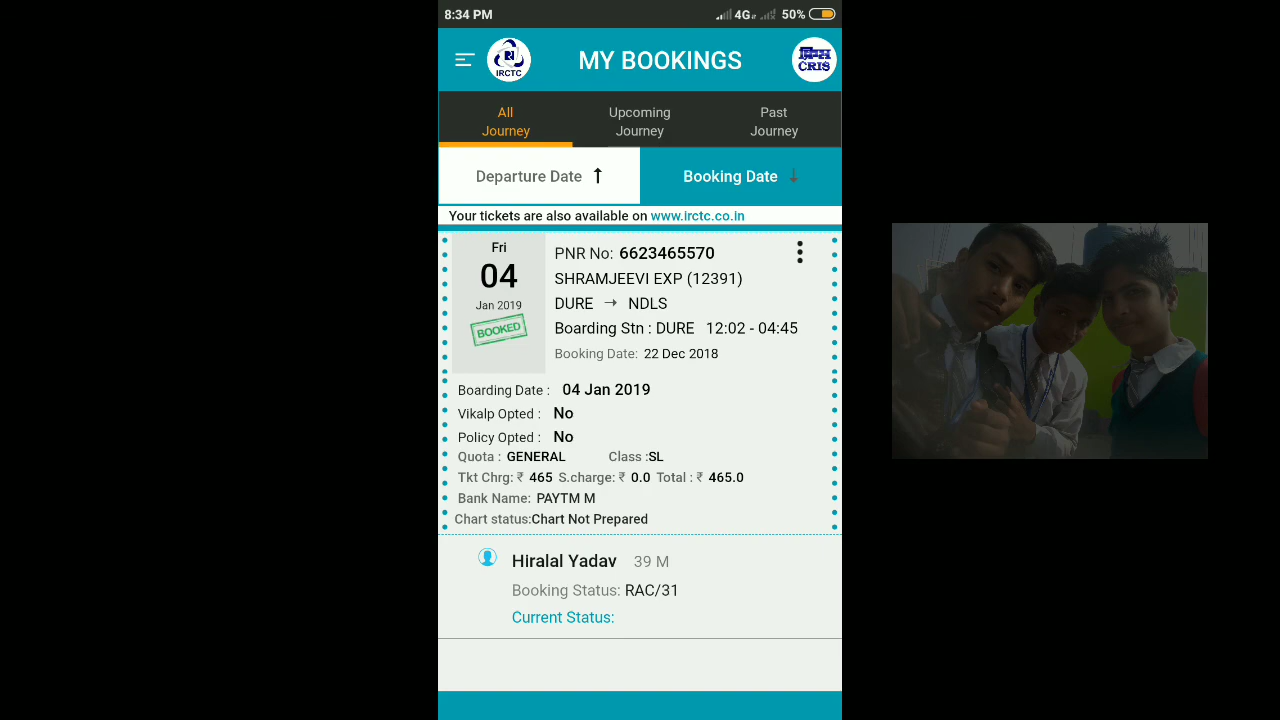 8:34 PM
4G
50%
IRCTC
MY BOOKINGS
CRIS
All
Journey
Upcoming
Journey
Past
Journey
Departure Date ↑
Booking Date ↓
Your tickets are also available on www.irctc.co.in
Fri
04
Jan 2019
BOOKED
PNR No: 6623465570
SHRAMJEEVI EXP (12391)
DURE → NDLS
Boarding Stn : DURE 12:02 - 04:45
Booking Date: 22 Dec 2018
Boarding Date : 04 Jan 2019
Vikalp Opted : No
Policy Opted : No
Quota : GENERAL Class :SL
Tkt Chrg: ₹ 465 S.charge: ₹ 0.0 Total : ₹ 465.0
Bank Name: PAYTM M
Chart status:Chart Not Prepared
Hiralal Yadav 39 M
Booking Status: RAC/31
Current Status: